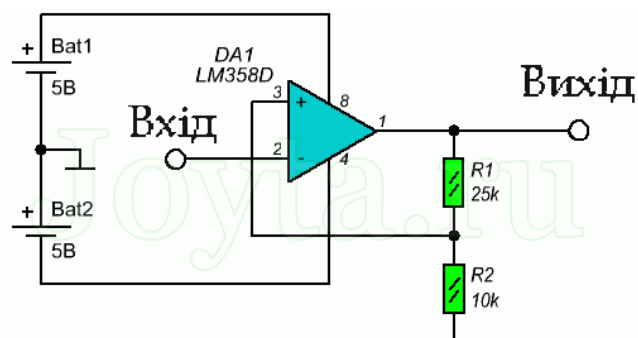 Bat1
5В
DA1
LM358D
Вхід
Вихід
3
+
8
1
2
-
4
R1
25k
Bat2
5В
R2
10k
Joyta.ru